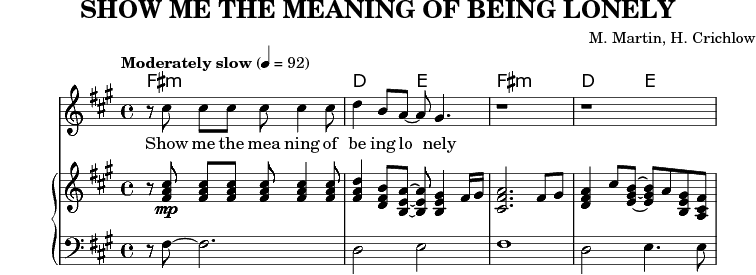 SHOW ME THE MEANING OF BEING LONELY
M. Martin, H. Crichlow
Moderately slow (♩ = 92)
F♯m D E F♯m D E
Show me the mea ning of be ing lo nely
mp